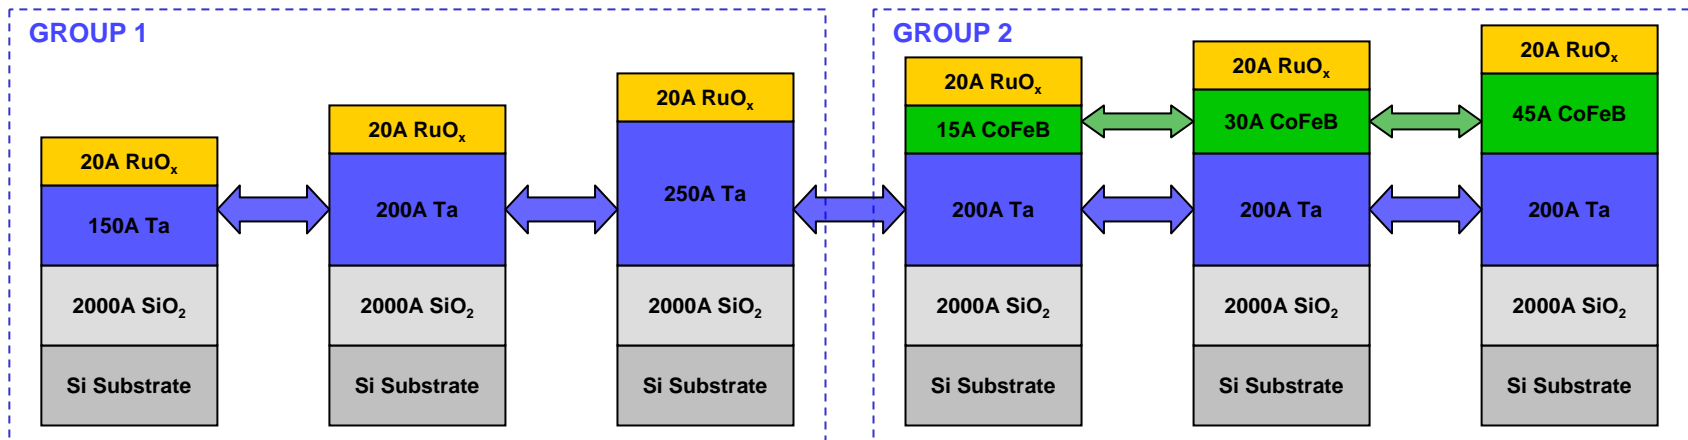 GROUP 1
20A RuOₓ
150A Ta
2000A SiO₂
Si Substrate
20A RuOₓ
200A Ta
2000A SiO₂
Si Substrate
20A RuOₓ
250A Ta
2000A SiO₂
Si Substrate
GROUP 2
20A RuOₓ
15A CoFeB
200A Ta
2000A SiO₂
Si Substrate
20A RuOₓ
30A CoFeB
200A Ta
2000A SiO₂
Si Substrate
20A RuOₓ
45A CoFeB
200A Ta
2000A SiO₂
Si Substrate